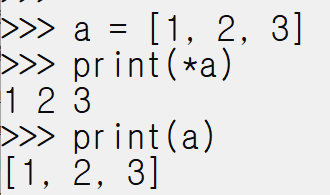 >>> a = [1, 2, 3]
>>> print(*a)
1 2 3
>>> print(a)
[1, 2, 3]